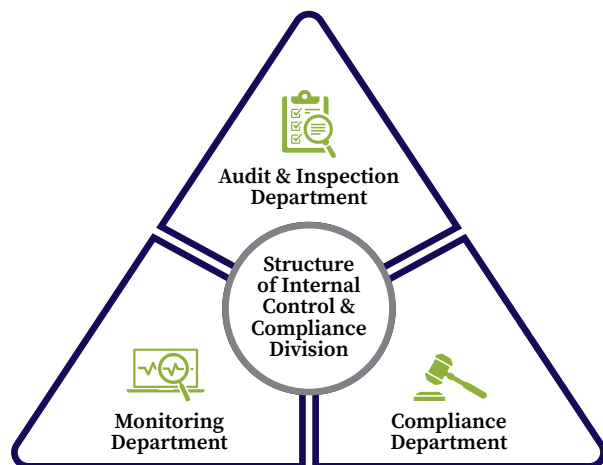 Audit & Inspection
Department
Structure
of Internal
Control &
Compliance
Division
Monitoring
Department
Compliance
Department